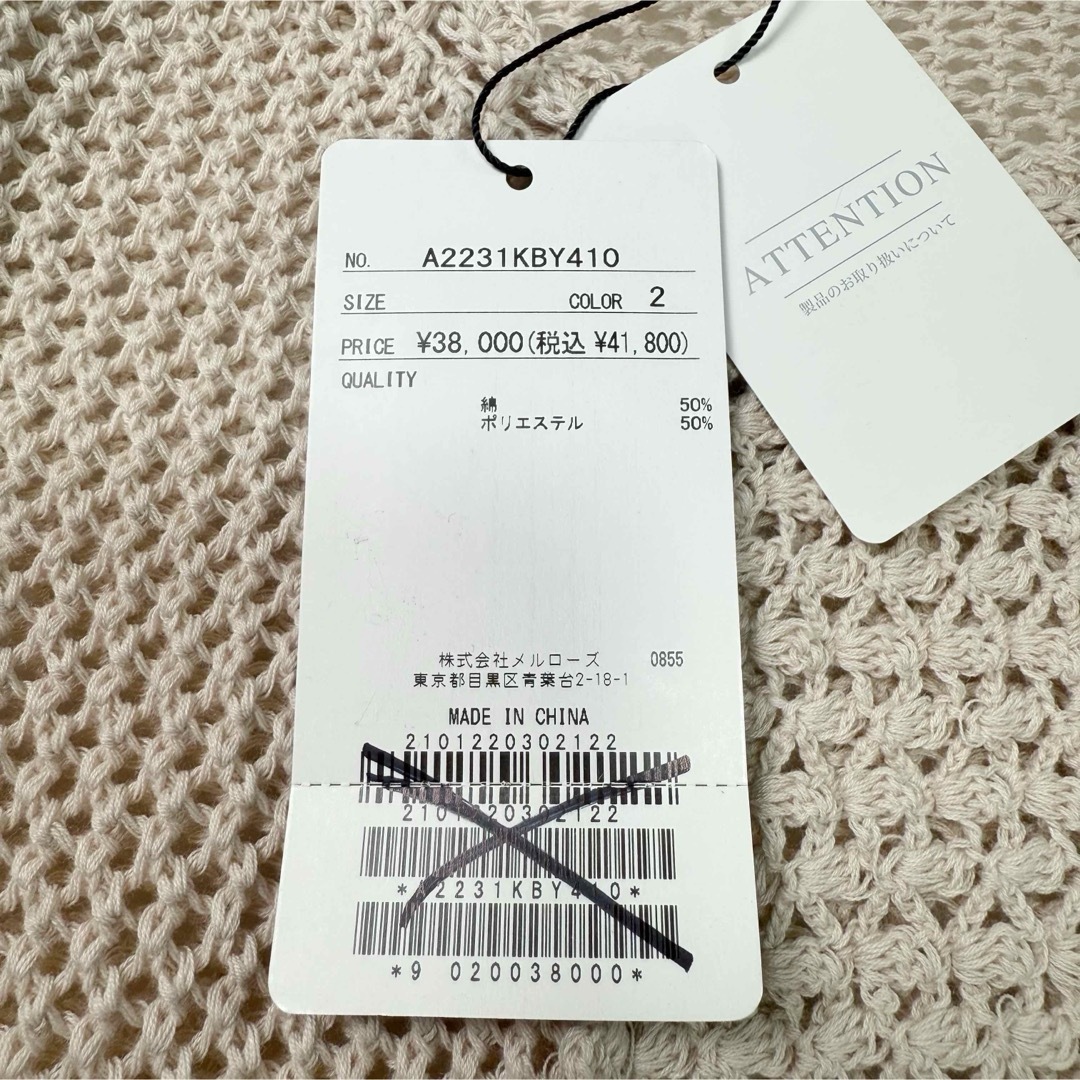 NO. A2231KBY410
SIZE COLOR 2
PRICE ¥38,000(税込 ¥41,800)
QUALITY
綿 50%
ポリエステル 50%
株式会社メルローズ 0855
東京都目黒区青葉台2-18-1
MADE IN CHINA
2101220302122
2101220302122
*A2231KBY410*
*9 020038000*
ATTENTION
製品のお取り扱いについて